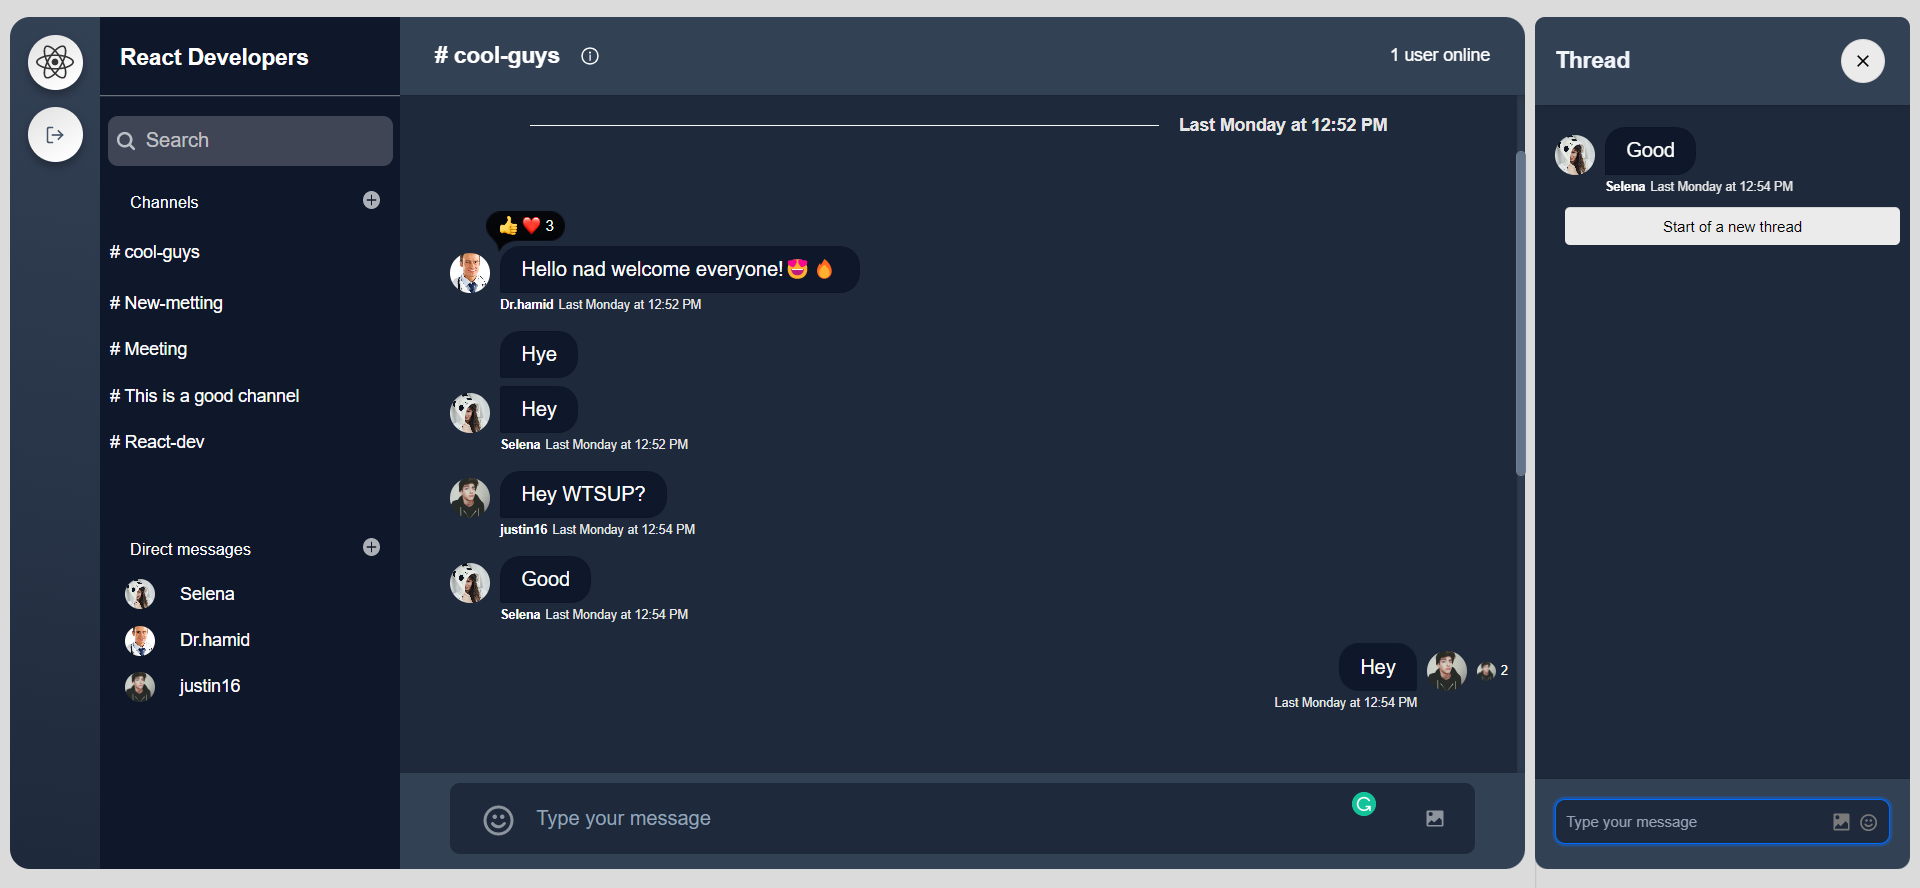 React Developers
Search
Channels
# cool-guys
# New-metting
# Meeting
# This is a good channel
# React-dev
Direct messages
Selena
Dr.hamid
justin16
# cool-guys
1 user online
Last Monday at 12:52 PM
👍❤️ 3
Hello nad welcome everyone!🤩🔥
Dr.hamid Last Monday at 12:52 PM
Hye
Hey
Selena Last Monday at 12:52 PM
Hey WTSUP?
justin16 Last Monday at 12:54 PM
Good
Selena Last Monday at 12:54 PM
Hey
2
Last Monday at 12:54 PM
Type your message
Thread
Good
Selena Last Monday at 12:54 PM
Start of a new thread
Type your message